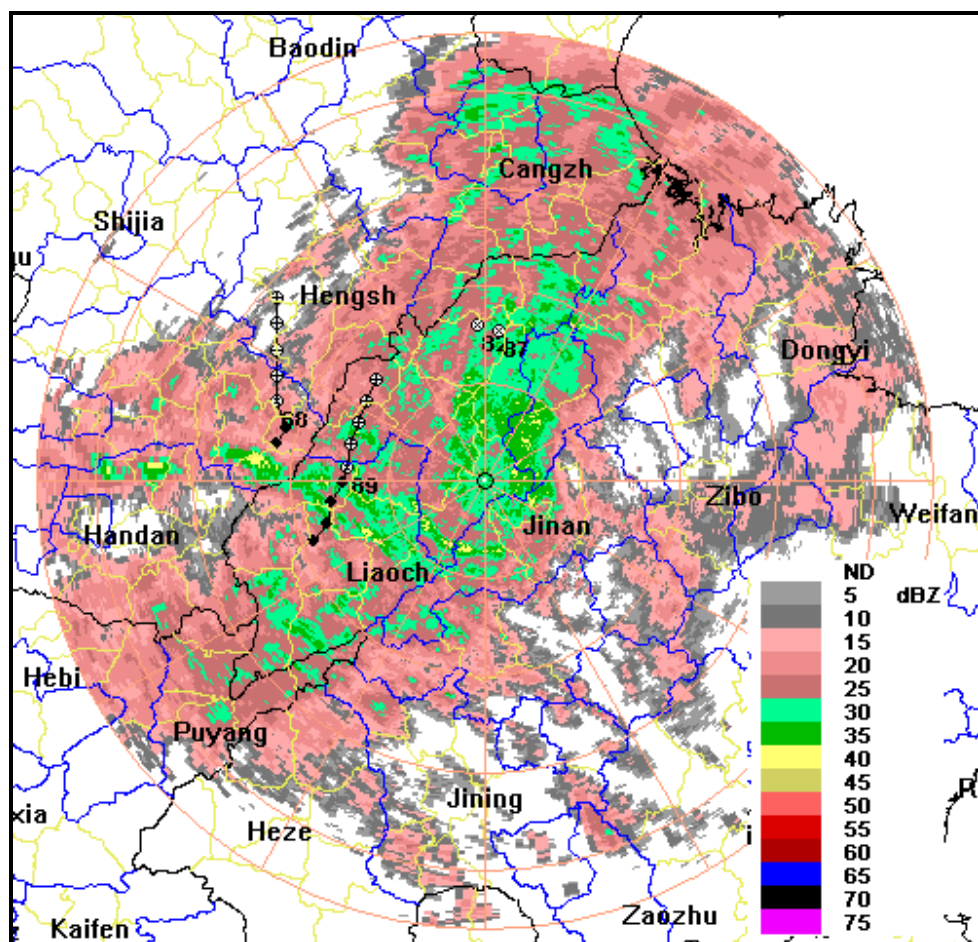 Baodin
Cangzh
Shijia
Hengsh
87
Dongyi
58
69
Zibo
Weifan
Jinan
Handan
Liaoch
ND
5 dBZ
10
15
20
25
30
35
40
45
50
55
60
65
70
75
Hebi
Puyang
Jining
Heze
xia
Zaozhu
Kaifen